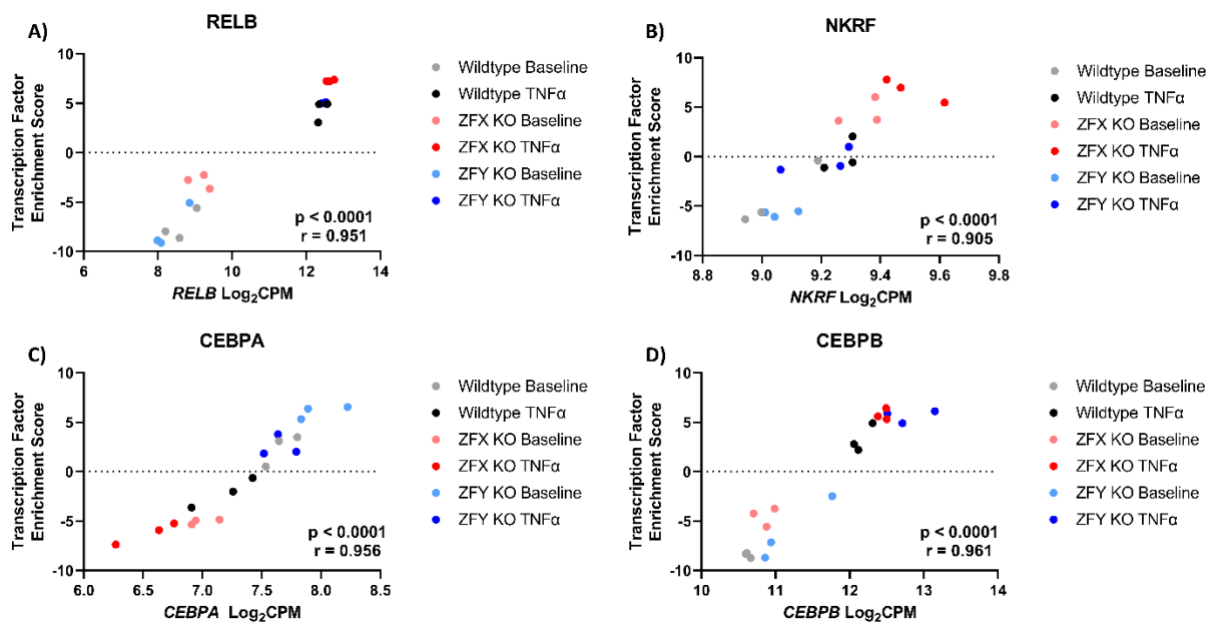 A)
RELB
Transcription Factor
Enrichment Score
10
5
0
-5
-10
6
8
10
12
14
RELB Log₂CPM
p < 0.0001
r = 0.951
Wildtype Baseline
Wildtype TNFα
ZFX KO Baseline
ZFX KO TNFα
ZFY KO Baseline
ZFY KO TNFα
B)
NKRF
Transcription Factor
Enrichment Score
10
5
0
-5
-10
8.8
9.0
9.2
9.4
9.6
9.8
NKRF Log₂CPM
p < 0.0001
r = 0.905
Wildtype Baseline
Wildtype TNFα
ZFX KO Baseline
ZFX KO TNFα
ZFY KO Baseline
ZFY KO TNFα
C)
CEBPA
Transcription Factor
Enrichment Score
10
5
0
-5
-10
6.0
6.5
7.0
7.5
8.0
8.5
CEBPA Log₂CPM
p < 0.0001
r = 0.956
Wildtype Baseline
Wildtype TNFα
ZFX KO Baseline
ZFX KO TNFα
ZFY KO Baseline
ZFY KO TNFα
D)
CEBPB
Transcription Factor
Enrichment Score
10
5
0
-5
-10
10
11
12
13
14
CEBPB Log₂CPM
p < 0.0001
r = 0.961
Wildtype Baseline
Wildtype TNFα
ZFX KO Baseline
ZFX KO TNFα
ZFY KO Baseline
ZFY KO TNFα